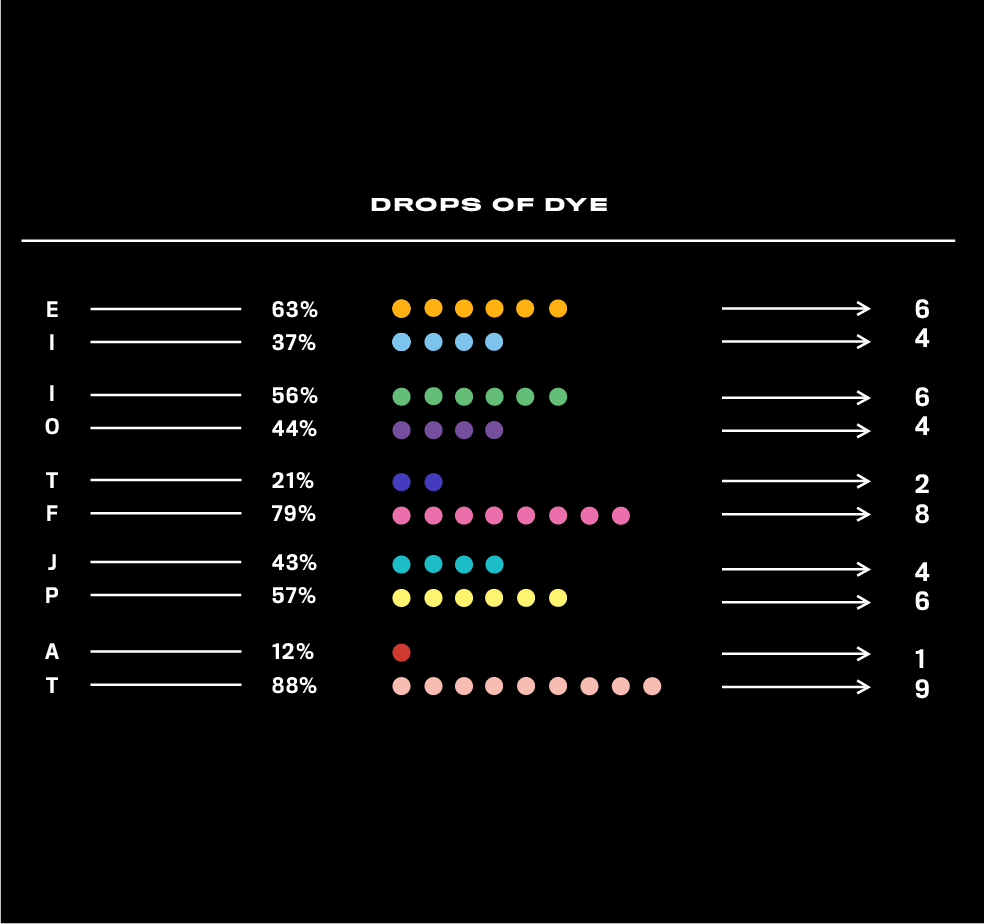 DROPS OF DYE
E 63% 6
I 37% 4
I 56% 6
O 44% 4
T 21% 2
F 79% 8
J 43% 4
P 57% 6
A 12% 1
T 88% 9